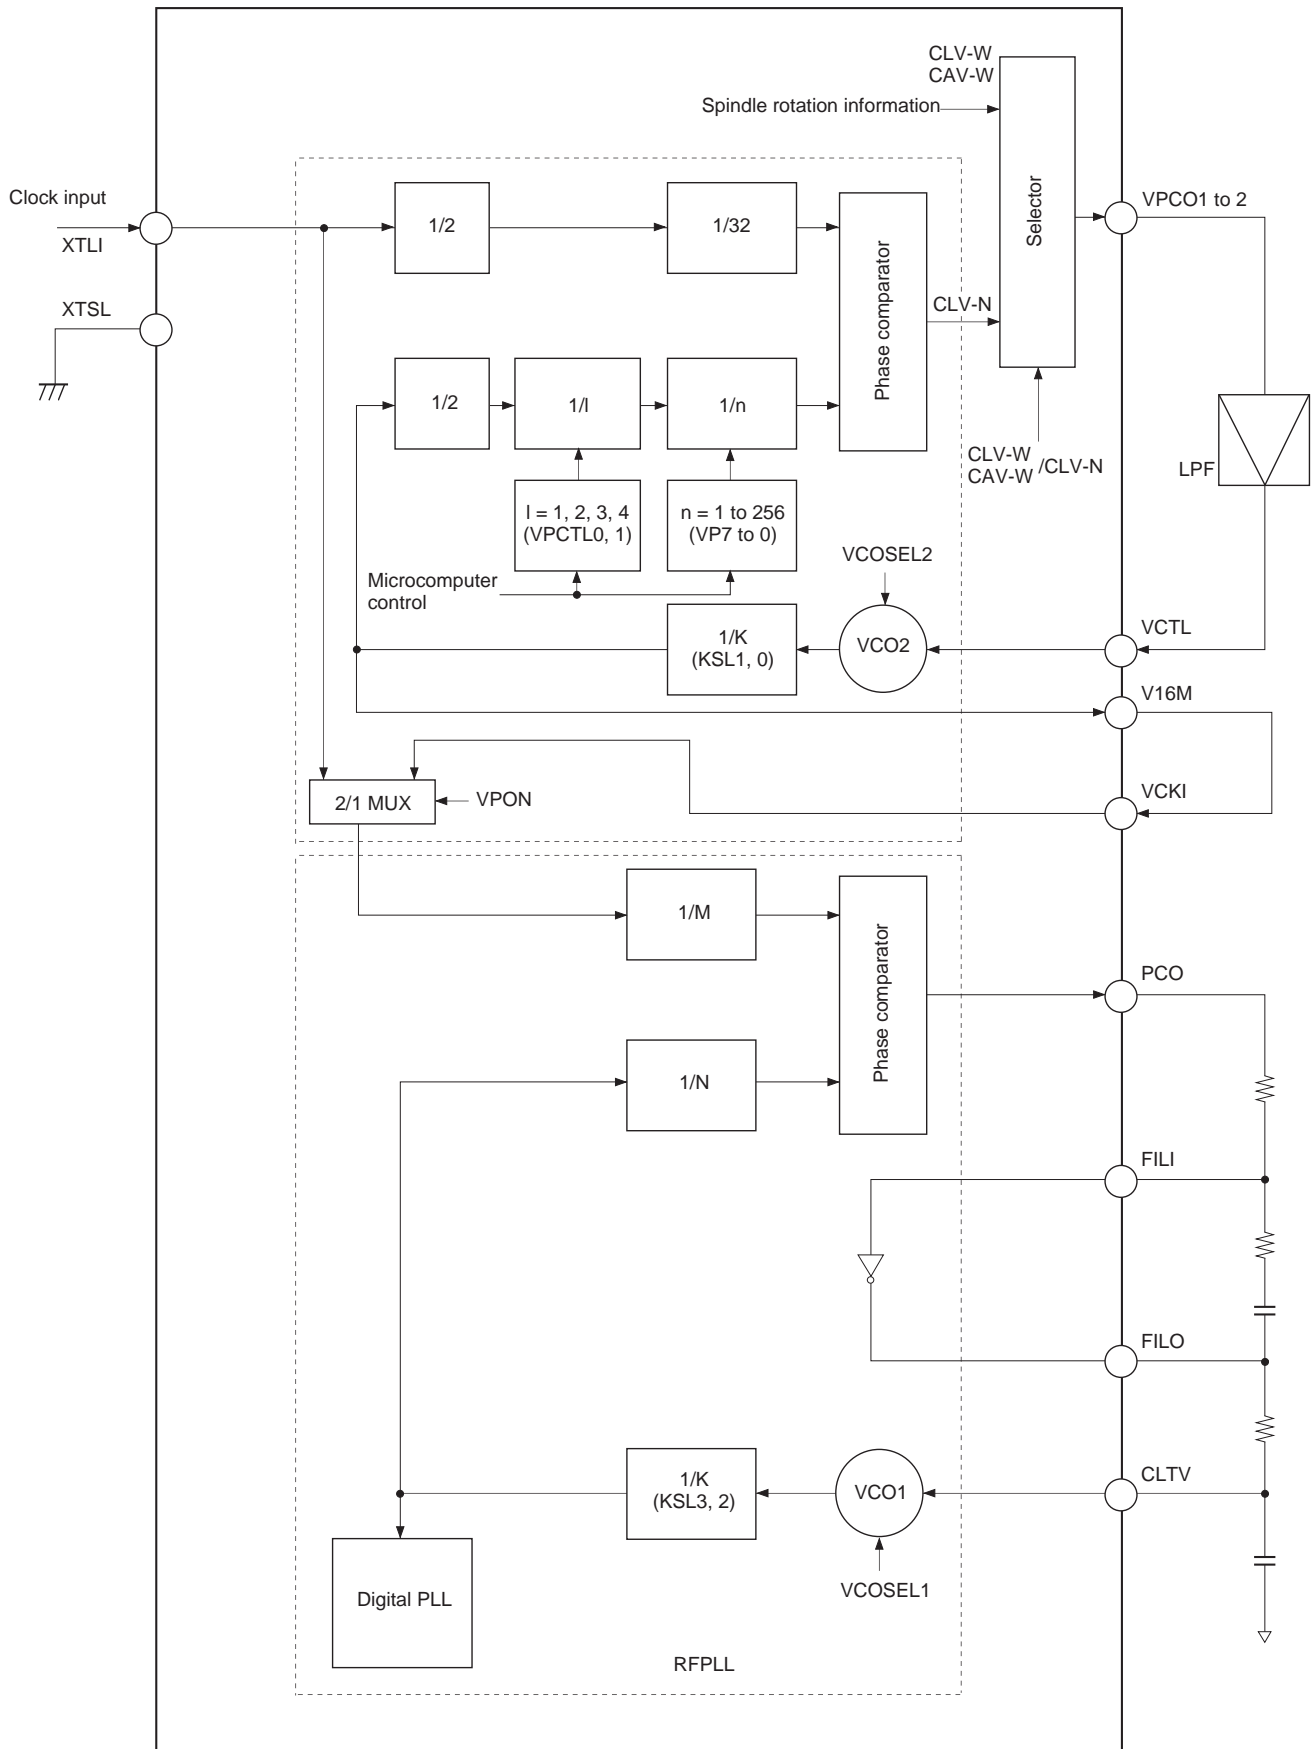 CLV-W
CAV-W
Spindle rotation information
Selector
Clock input
XTLI
XTSL
1/2
1/32
Phase comparator
CLV-N
VPCO1 to 2
1/2
1/l
1/n
l = 1, 2, 3, 4
(VPCTL0, 1)
n = 1 to 256
(VP7 to 0)
CLV-W
CAV-W
/CLV-N
LPF
Microcomputer
control
VCOSEL2
1/K
(KSL1, 0)
VCO2
VCTL
V16M
2/1 MUX
VPON
VCKI
1/M
Phase comparator
PCO
1/N
FILI
FILO
1/K
(KSL3, 2)
VCO1
CLTV
VCOSEL1
Digital PLL
RFPLL